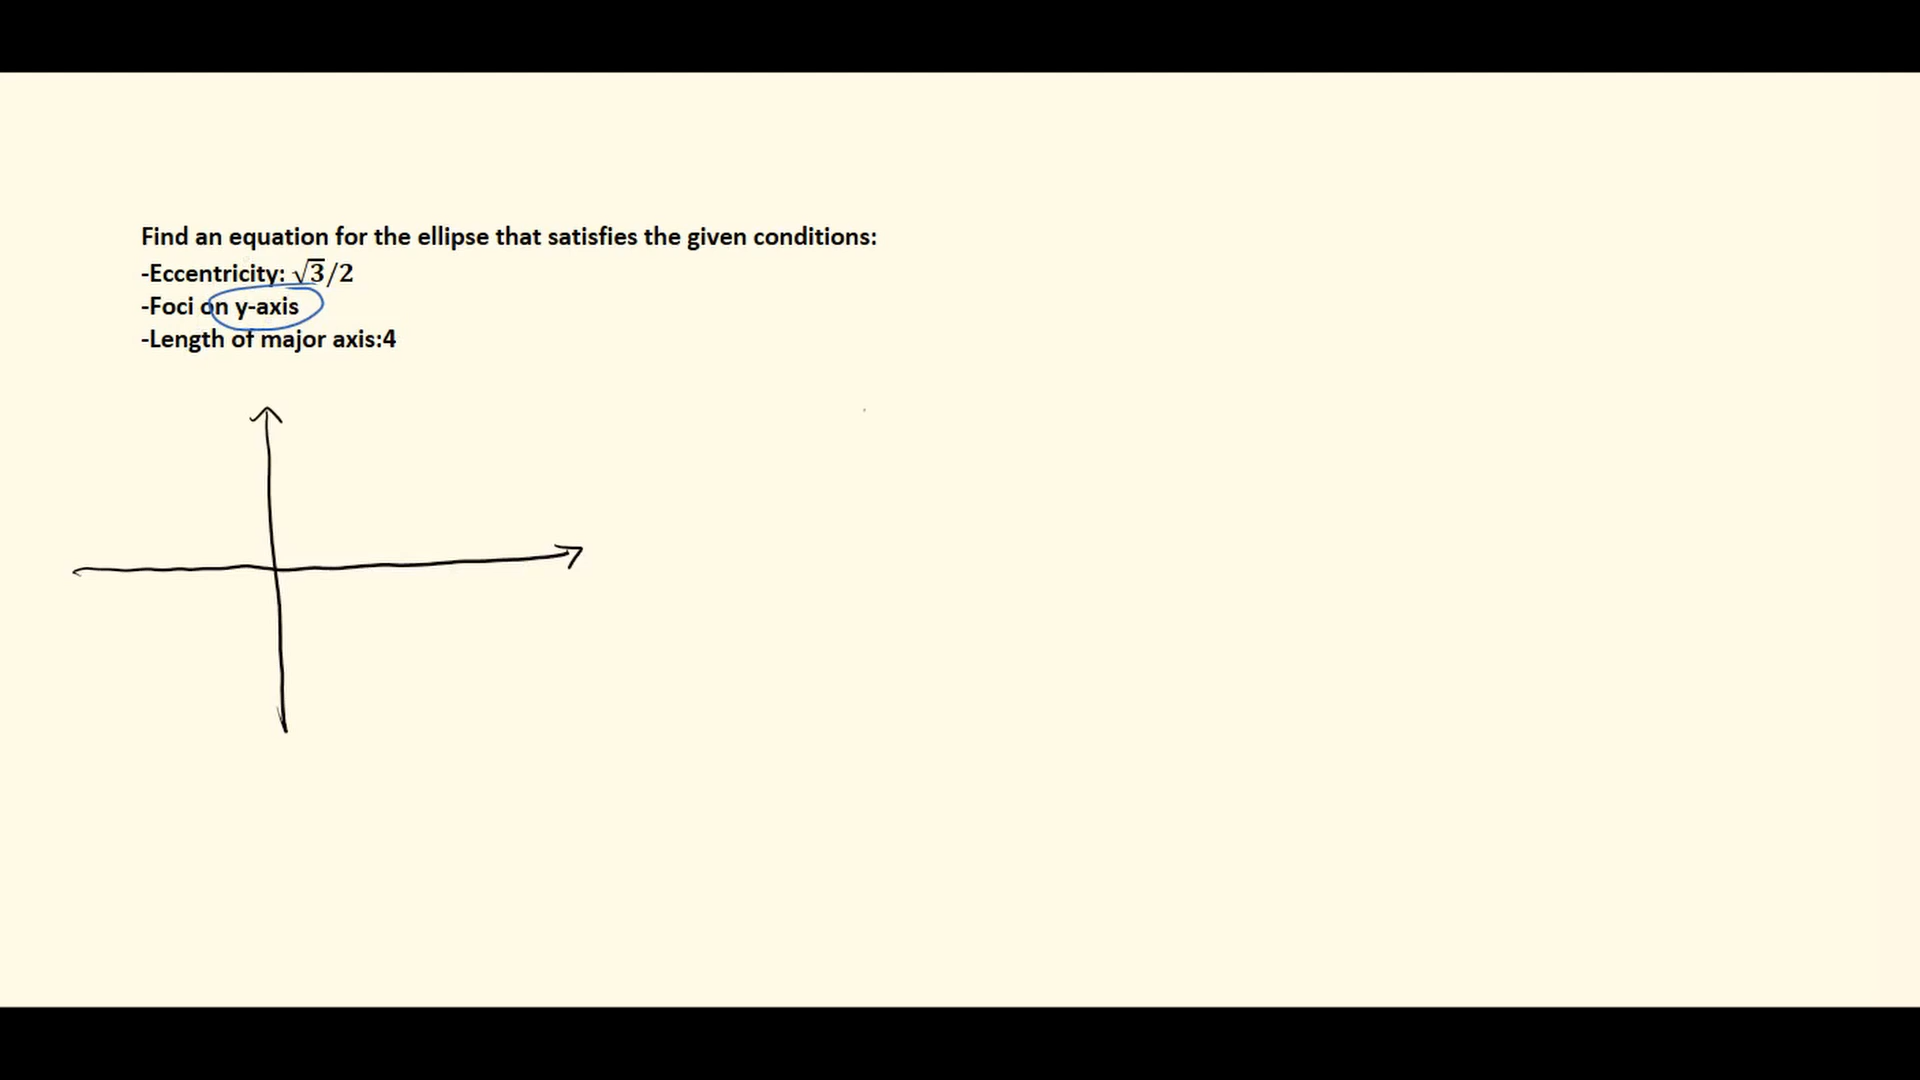 Find an equation for the ellipse that satisfies the given conditions:
-Eccentricity: √3/2
-Foci on y-axis
-Length of major axis:4